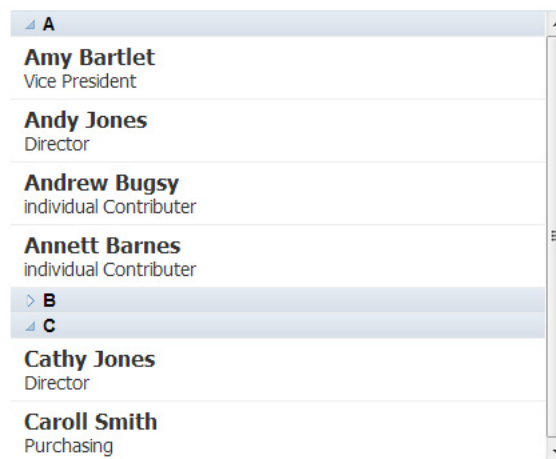 A
Amy Bartlet
Vice President
Andy Jones
Director
Andrew Bugsy
individual Contributer
Annett Barnes
individual Contributer
B
C
Cathy Jones
Director
Caroll Smith
Purchasing